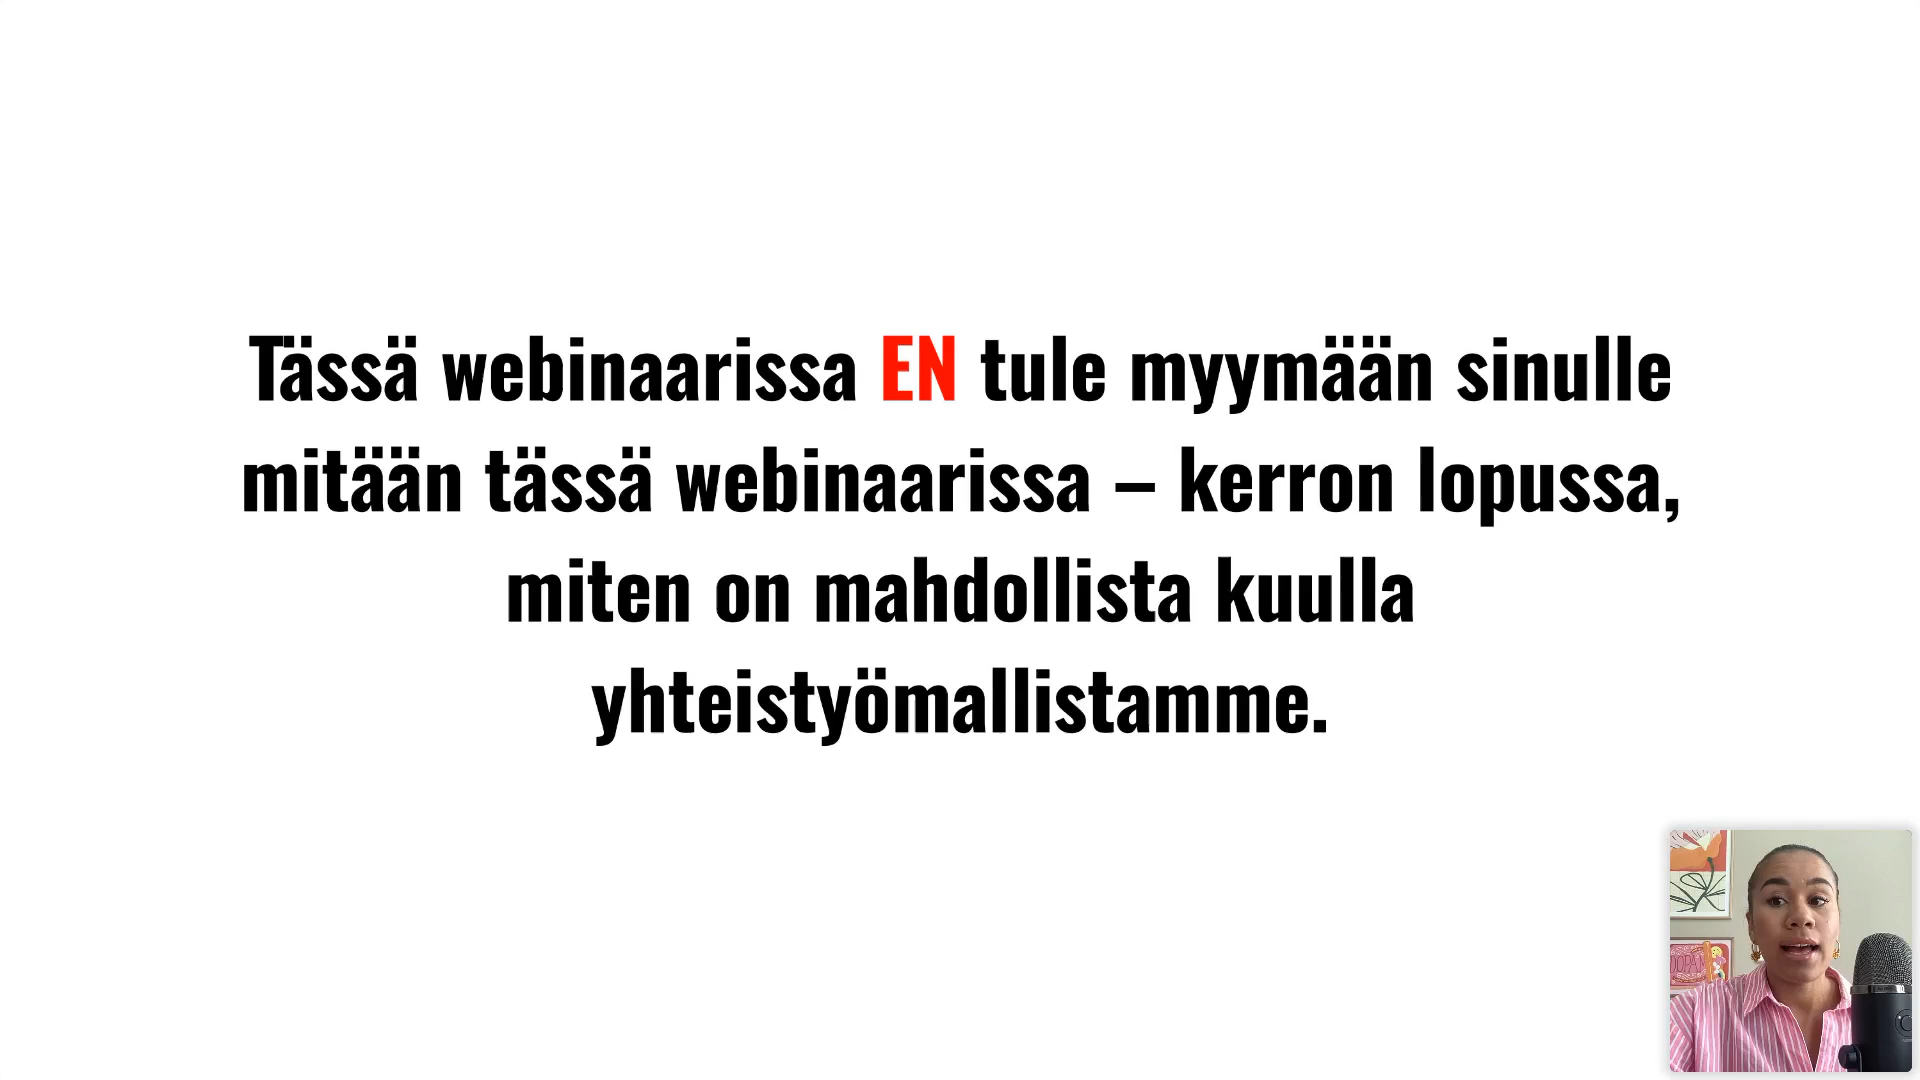 Tässä webinaarissa EN tule myymään sinulle
mitään tässä webinaarissa – kerron lopussa,
miten on mahdollista kuulla
yhteistyömallistamme.